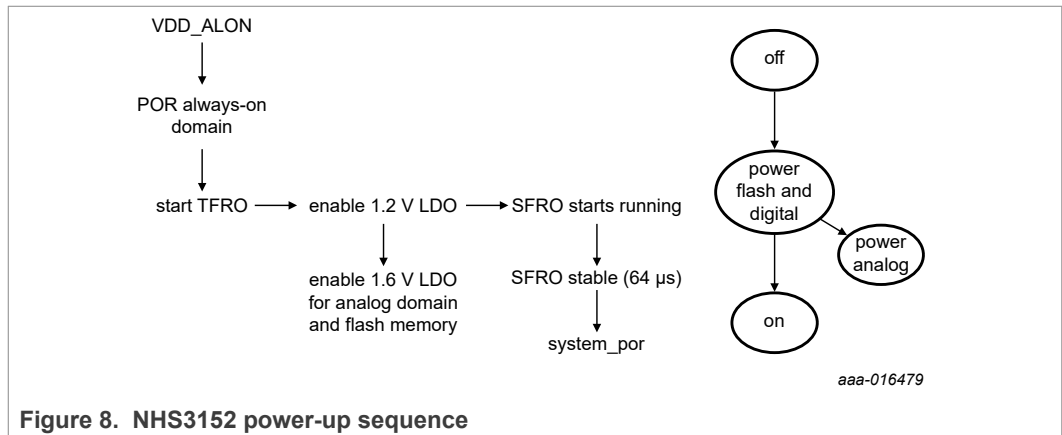 VDD_ALON
POR always-on
domain
start TFRO
enable 1.2 V LDO
SFRO starts running
enable 1.6 V LDO
for analog domain
and flash memory
SFRO stable (64 μs)
system_por
off
power
flash and
digital
power
analog
on
aaa-016479
Figure 8. NHS3152 power-up sequence